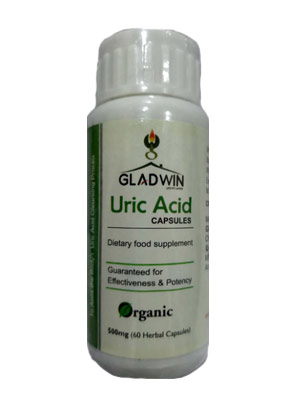 GLADWIN
Uric Acid
CAPSULES
Dietary food supplement
Guaranteed for
Effectiveness & Potency
Organic
500mg (60 Herbal Capsules)